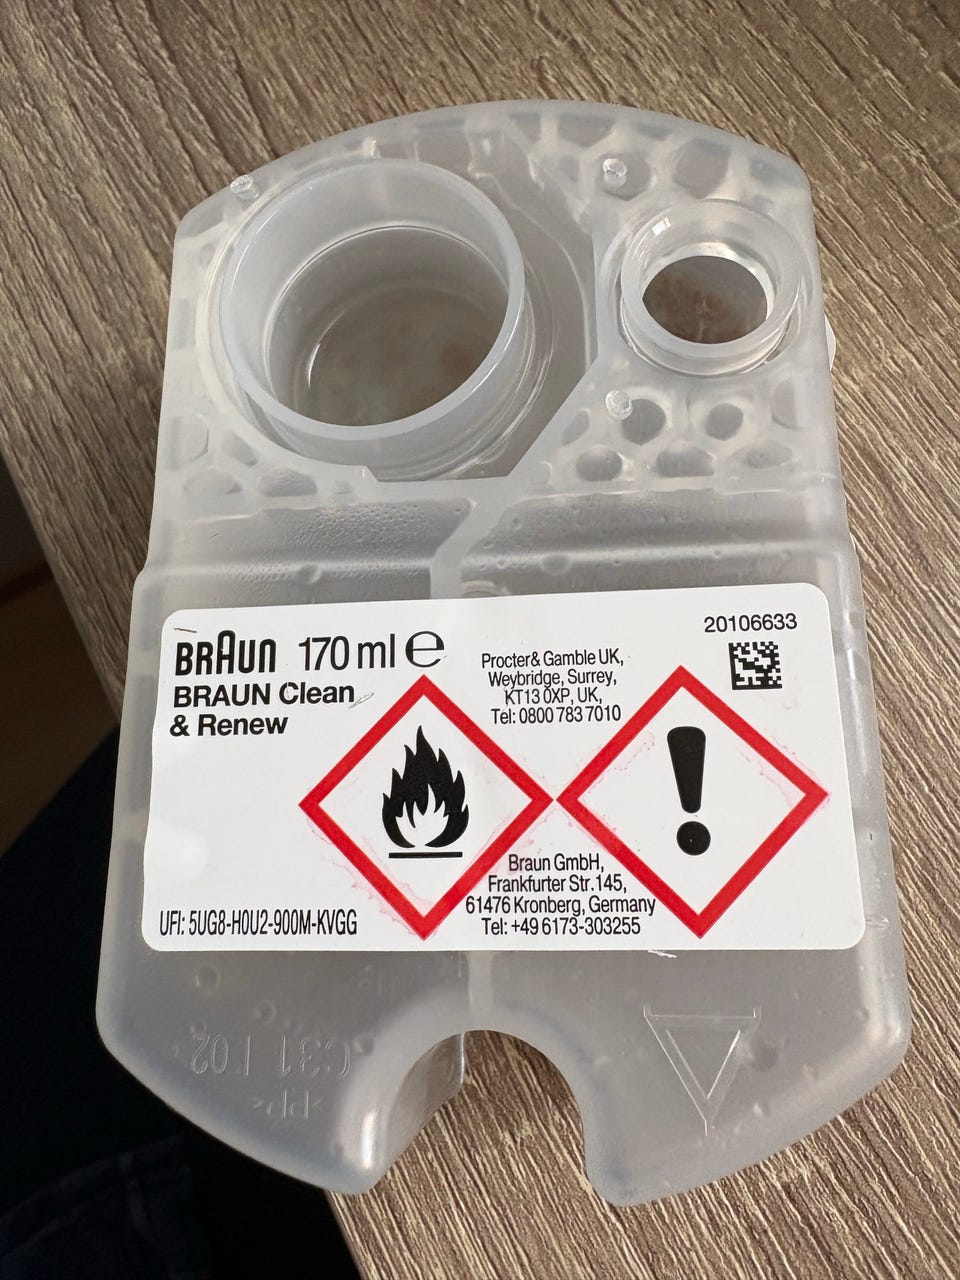 BRAUN 170 ml e
BRAUN Clean
& Renew
Procter & Gamble UK,
Weybridge, Surrey,
KT13 0XP, UK,
Tel: 0800 783 7010
20106633
Braun GmbH,
Frankfurter Str. 145,
61476 Kronberg, Germany
Tel: +49 6173-303255
UFI: 5UG8-H0U2-900M-KVGG
>PP<